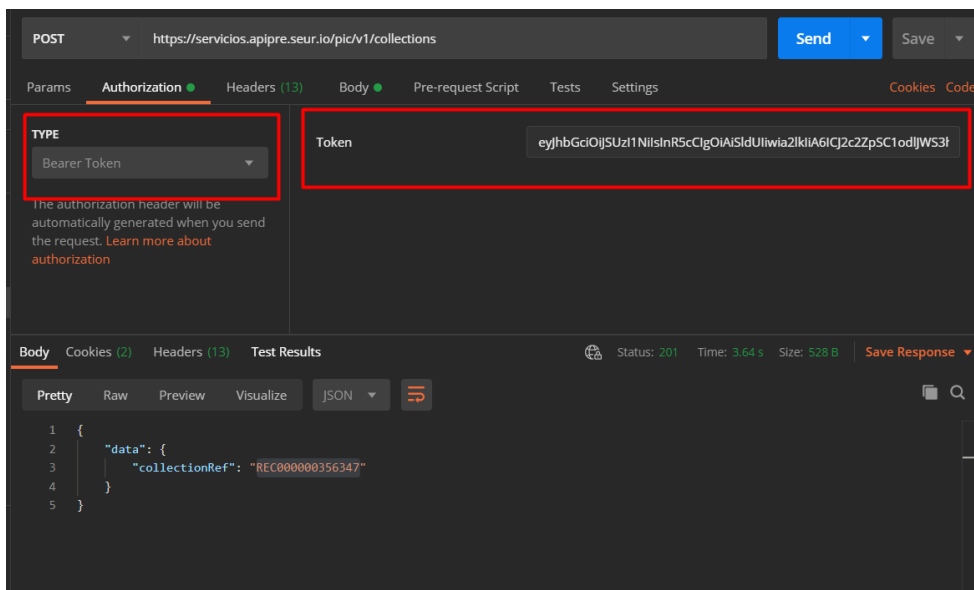 POST https://servicios.apipre.seur.io/pic/v1/collections Send Save
Params Authorization Headers (13) Body Pre-request Script Tests Settings Cookies Code
TYPE
Bearer Token
Token
eyJhbGciOiJSUzI1NiIsInR5cCIgOiAiSldUIiwia2lkIiA6ICJ2c2ZpSC1odlJWS3l
The authorization header will be
automatically generated when you send
the request. Learn more about
authorization
Body Cookies (2) Headers (13) Test Results Status: 201 Time: 3.64 s Size: 528 B Save Response
Pretty Raw Preview Visualize JSON
1 {
2 "data": {
3 "collectionRef": "REC000000356347"
4 }
5 }